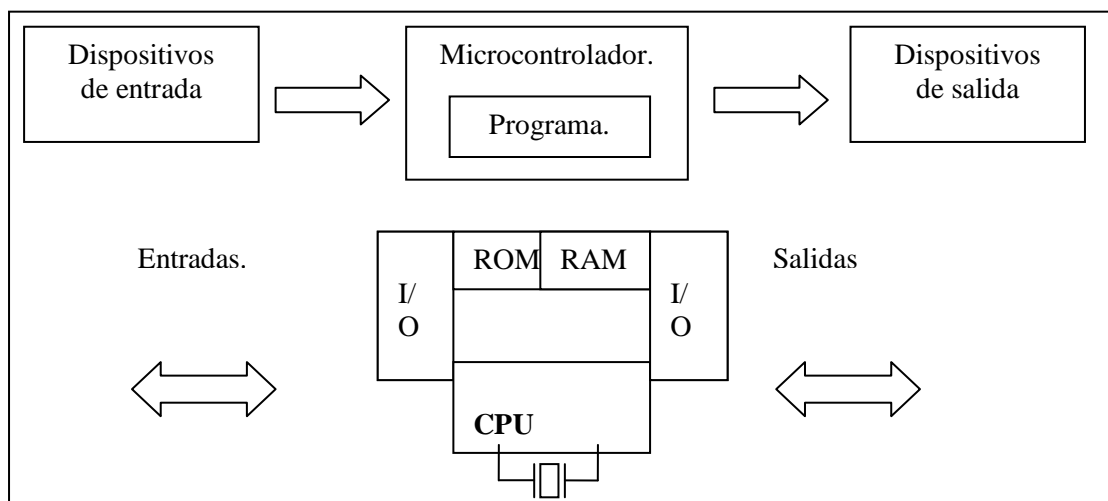 Dispositivos
de entrada
Microcontrolador.
Programa.
Dispositivos
de salida
Entradas.
I/
O
ROM
RAM
I/
O
Salidas
CPU